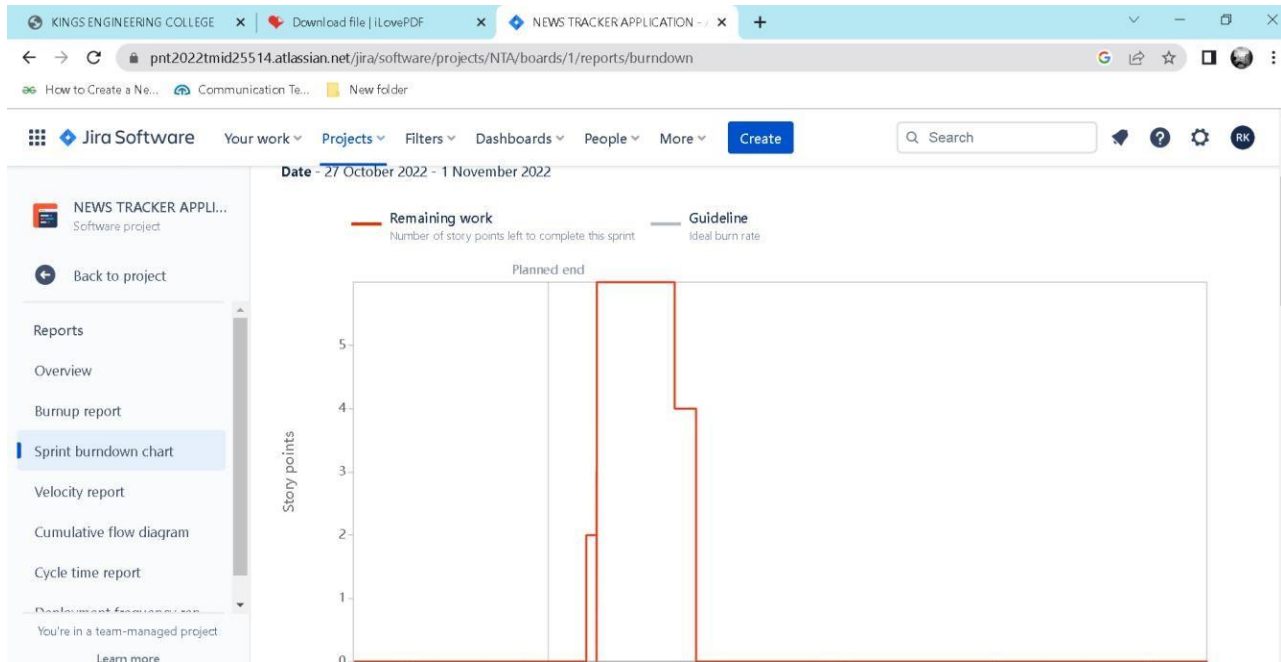 KINGS ENGINEERING COLLEGE
Download file | iLovePDF
NEWS TRACKER APPLICATION - A
pnt2022tmid25514.atlassian.net/jira/software/projects/NTA/boards/1/reports/burndown
How to Create a Ne...
Communication Te...
New folder
Jira Software
Your work
Projects
Filters
Dashboards
People
More
Create
Search
RK
Date - 27 October 2022 - 1 November 2022
NEWS TRACKER APPLI...
Software project
Back to project
Reports
Overview
Burnup report
Sprint burndown chart
Velocity report
Cumulative flow diagram
Cycle time report
Deployment frequency rep
You're in a team-managed project
Learn more
Remaining work
Number of story points left to complete this sprint
Guideline
Ideal burn rate
Planned end
Story points
5
4
3
2
1
0